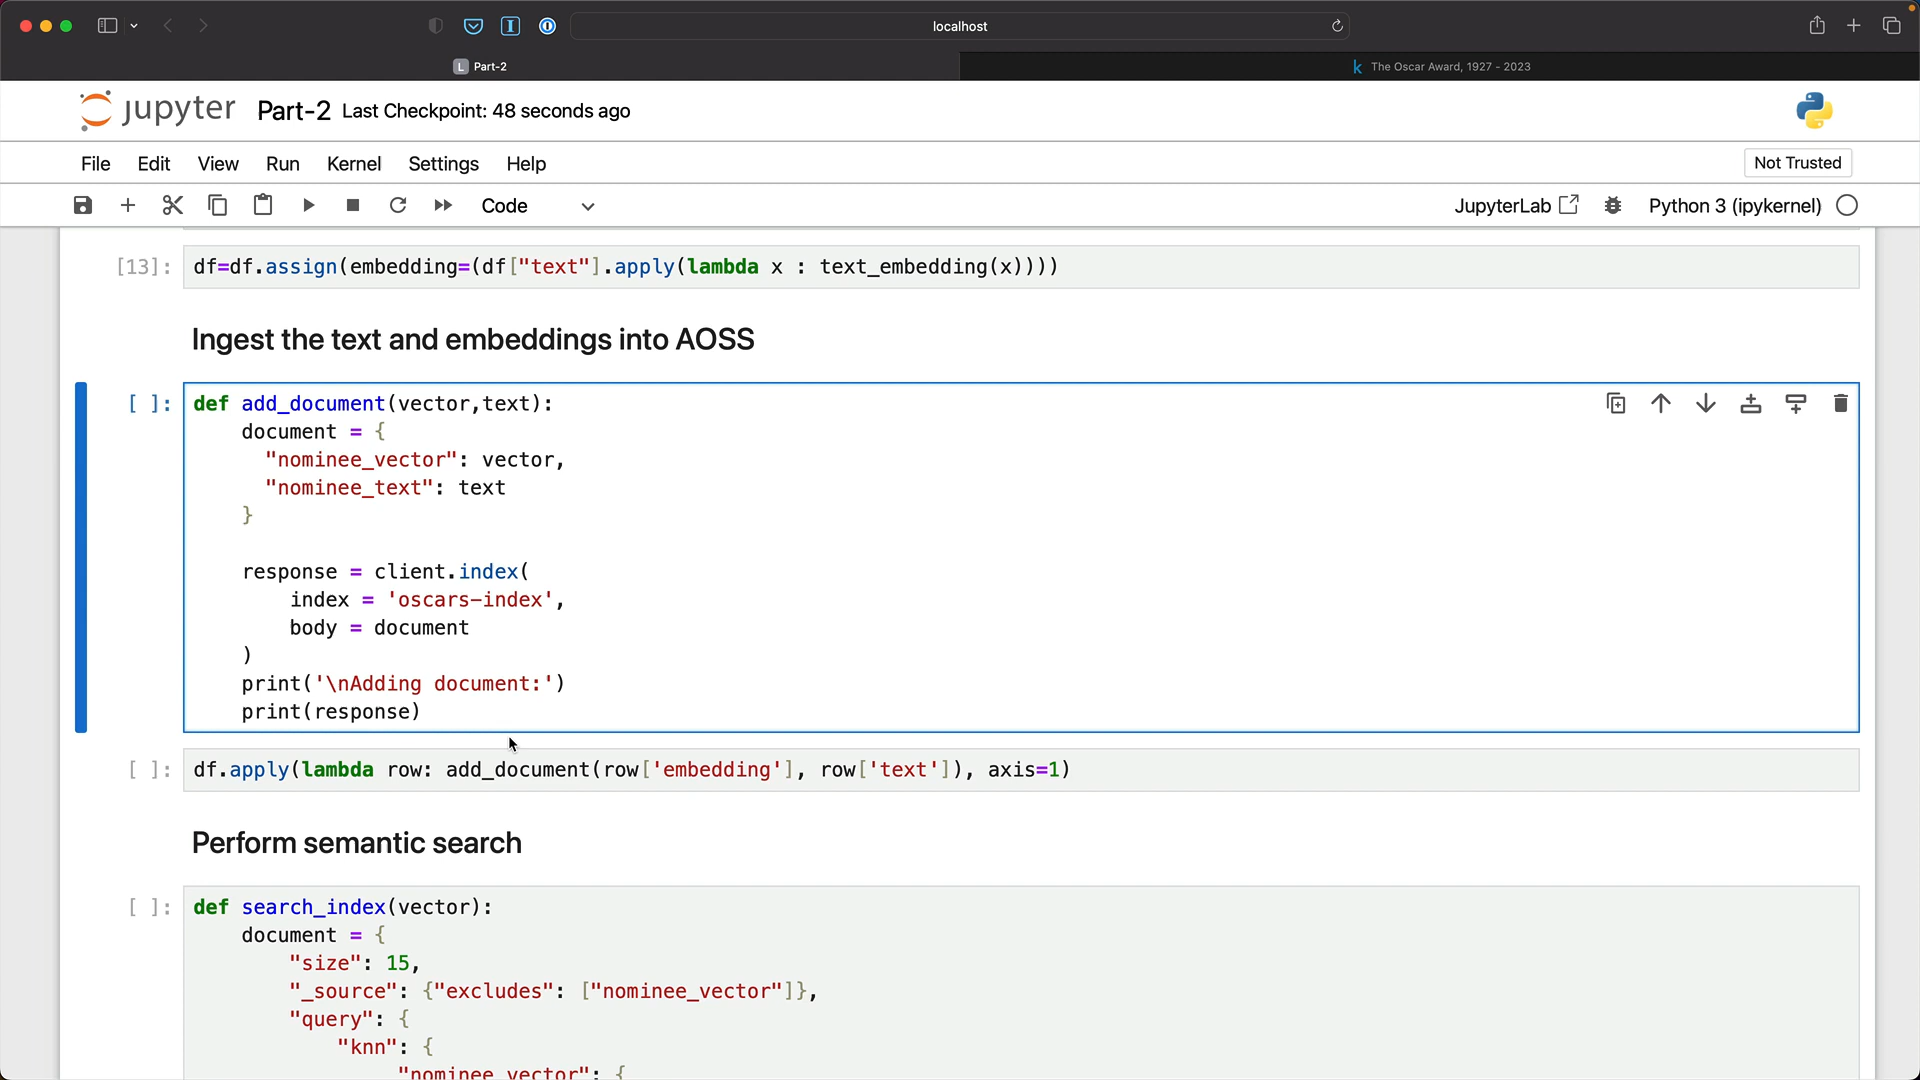 localhost
L Part-2
k The Oscar Award, 1927 - 2023
jupyter Part-2 Last Checkpoint: 48 seconds ago
File Edit View Run Kernel Settings Help
Not Trusted
Code
JupyterLab
Python 3 (ipykernel)
[13]: df=df.assign(embedding=(df["text"].apply(lambda x : text_embedding(x))))
Ingest the text and embeddings into AOSS
[ ]: def add_document(vector,text):
document = {
"nominee_vector": vector,
"nominee_text": text
}
response = client.index(
index = 'oscars-index',
body = document
)
print('\nAdding document:')
print(response)
[ ]: df.apply(lambda row: add_document(row['embedding'], row['text']), axis=1)
Perform semantic search
[ ]: def search_index(vector):
document = {
"size": 15,
"_source": {"excludes": ["nominee_vector"]},
"query": {
"knn": {
"nominee_vector": {